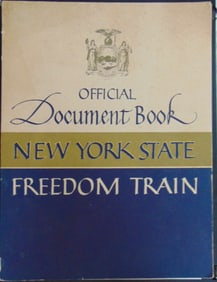 OFFICIAL
Document Book
NEW YORK STATE
FREEDOM TRAIN